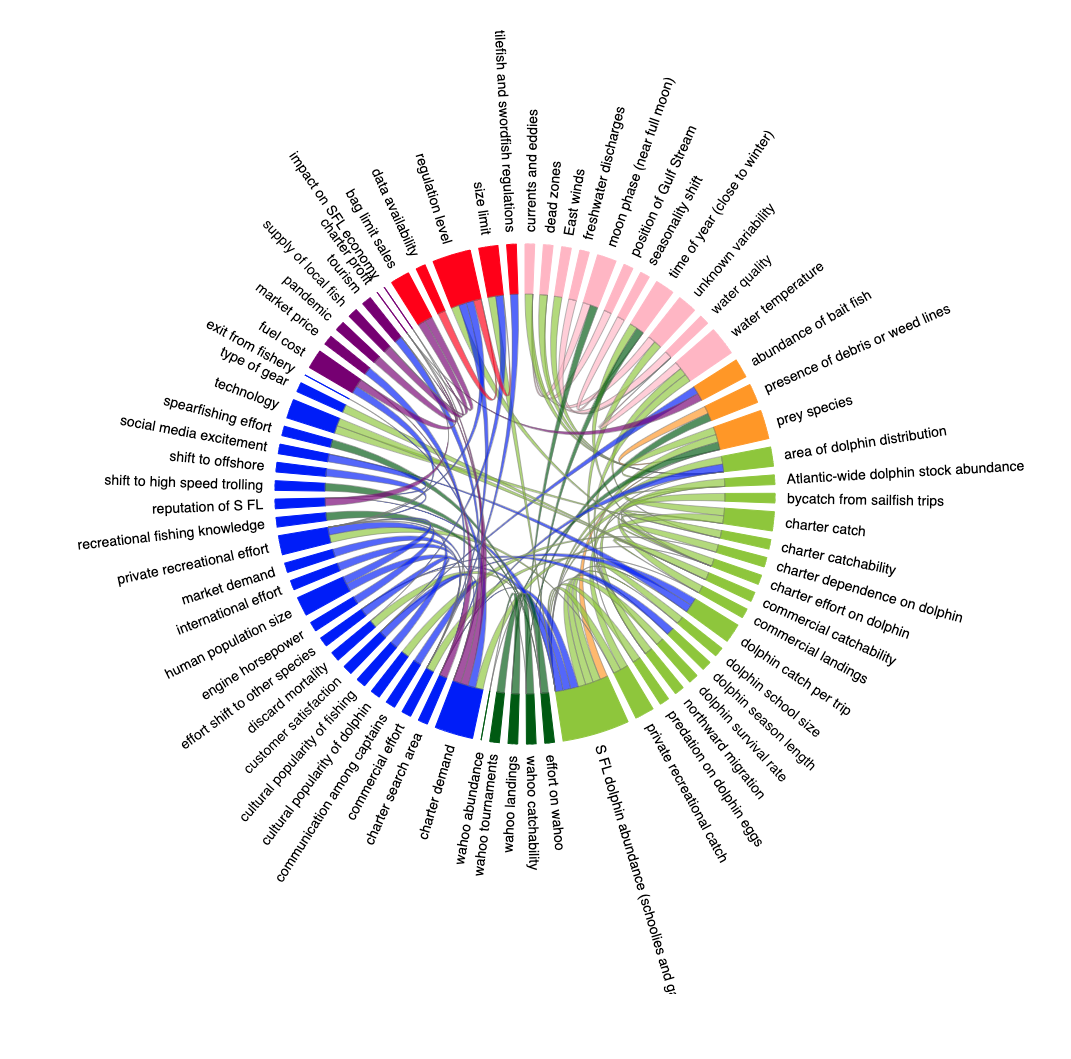 tilefish and swordfish regulations
currents and eddies
dead zones
East winds
freshwater discharges
moon phase (near full moon)
position of Gulf Stream
seasonality shift
time of year (close to winter)
unknown variability
water quality
water temperature
abundance of bait fish
presence of debris or weed lines
prey species
area of dolphin distribution
Atlantic-wide dolphin stock abundance
bycatch from sailfish trips
charter catch
charter catchability
charter dependence on dolphin
charter effort on dolphin
commercial catchability
commercial landings
dolphin catch per trip
dolphin school size
dolphin season length
dolphin survival rate
northward migration
predation on dolphin eggs
private recreational catch
S FL dolphin abundance (schoolies and ga
effort on wahoo
wahoo catchability
wahoo landings
wahoo tournaments
wahoo abundance
charter demand
charter search area
commercial effort
communication among captains
cultural popularity of dolphin
cultural popularity of fishing
customer satisfaction
discard mortality
effort shift to other species
engine horsepower
human population size
international effort
market demand
private recreational effort
recreational fishing knowledge
reputation of S FL
shift to high speed trolling
shift to offshore
social media excitement
spearfishing effort
technology
type of gear
exit from fishery
fuel cost
market price
pandemic
supply of local fish
tourism
charter profit
impact on SFL economy
bag limit sales
data availability
regulation level
size limit